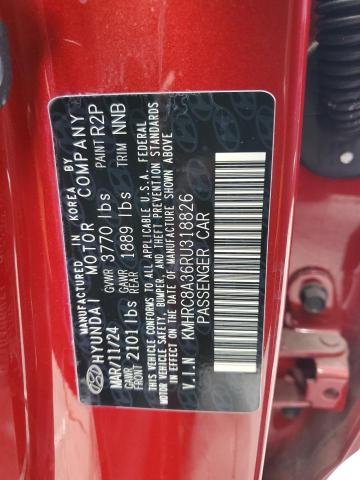 MANUFACTURED IN KOREA BY
HYUNDAI MOTOR COMPANY
MAR/11/24 GVWR 3770 lbs PAINT R2P
GAWR FRONT 2101 lbs GAWR REAR 1889 lbs TRIM NNB
THIS VEHICLE CONFORMS TO ALL APPLICABLE U.S.A. FEDERAL
MOTOR VEHICLE SAFETY, BUMPER, AND THEFT PREVENTION STANDARDS
IN EFFECT ON THE DATE OF MANUFACTURE SHOWN ABOVE.
V.I.N KMHRC8A36RU318826
PASSENGER CAR